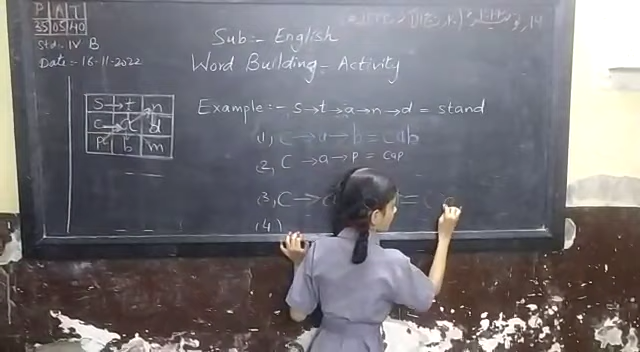 P A T
35 05 40
Std:- IV B
Date :- 16-11-2022
Sub:- English
Word Building:- Activity
s→t→n
c→a d
p b m
Example:- s→t→a→n→d = stand
(1) c→a→b = cab
(2) c→a→p = cap
(3) c→
(4)